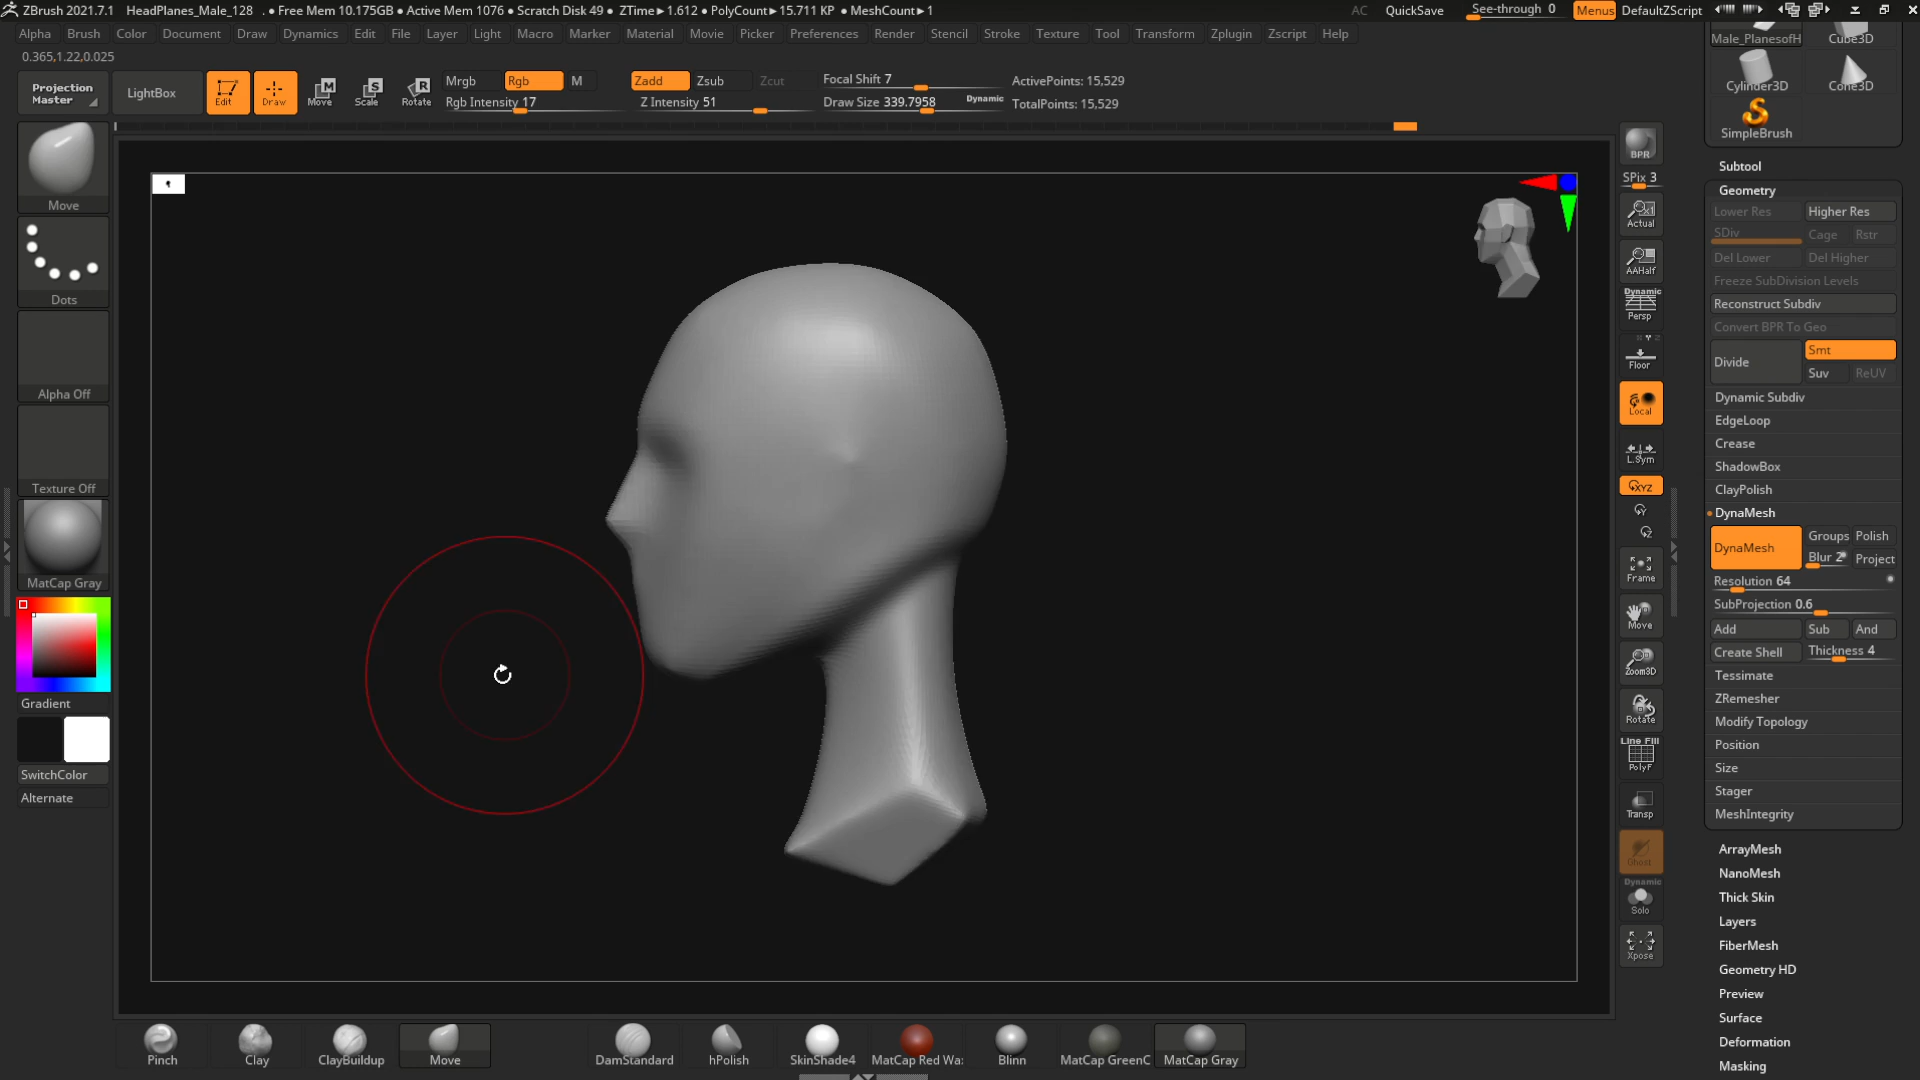 ZBrush 2021.7.1 HeadPlanes_Male_128 . ● Free Mem 10.175GB ● Active Mem 1076 ● Scratch Disk 49 ● ZTime►1.612 ● PolyCount►15.711 KP ● MeshCount►1 AC QuickSave See-through 0 Menus DefaultZScript
Alpha Brush Color Document Draw Dynamics Edit File Layer Light Macro Marker Material Movie Picker Preferences Render Stencil Stroke Texture Tool Transform Zplugin Zscript Help
0.365,1.22,0.025
Projection Master
LightBox
Edit
Draw
Move
Scale
Rotate
Mrgb Rgb M
Rgb Intensity 17
Zadd Zsub Zcut
Z Intensity 51
Focal Shift 7
Draw Size 339.7958
Dynamic
ActivePoints: 15,529
TotalPoints: 15,529
Move
Dots
Alpha Off
Texture Off
MatCap Gray
Gradient
SwitchColor
Alternate
BPR
SPix 3
Actual
AAHalf
Dynamic
Persp
Floor
Local
L.Sym
XYZ
Y
Z
Frame
Move
Zoom3D
Rotate
Line Fill
PolyF
Transp
Ghost
Dynamic
Solo
Xpose
Male_PlanesofH Cube3D
Cylinder3D Cone3D
SimpleBrush
Subtool
Geometry
Lower Res Higher Res
SDiv Cage Rstr
Del Lower Del Higher
Freeze SubDivision Levels
Reconstruct Subdiv
Convert BPR To Geo
Divide Smt
Suv ReUV
Dynamic Subdiv
EdgeLoop
Crease
ShadowBox
ClayPolish
DynaMesh
DynaMesh Groups Polish
Blur 2 Project
Resolution 64
SubProjection 0.6
Add Sub And
Create Shell Thickness 4
Tessimate
ZRemesher
Modify Topology
Position
Size
Stager
MeshIntegrity
ArrayMesh
NanoMesh
Thick Skin
Layers
FiberMesh
Geometry HD
Preview
Surface
Deformation
Masking
Pinch Clay ClayBuildup Move DamStandard hPolish SkinShade4 MatCap Red Wa: Blinn MatCap GreenC MatCap Gray